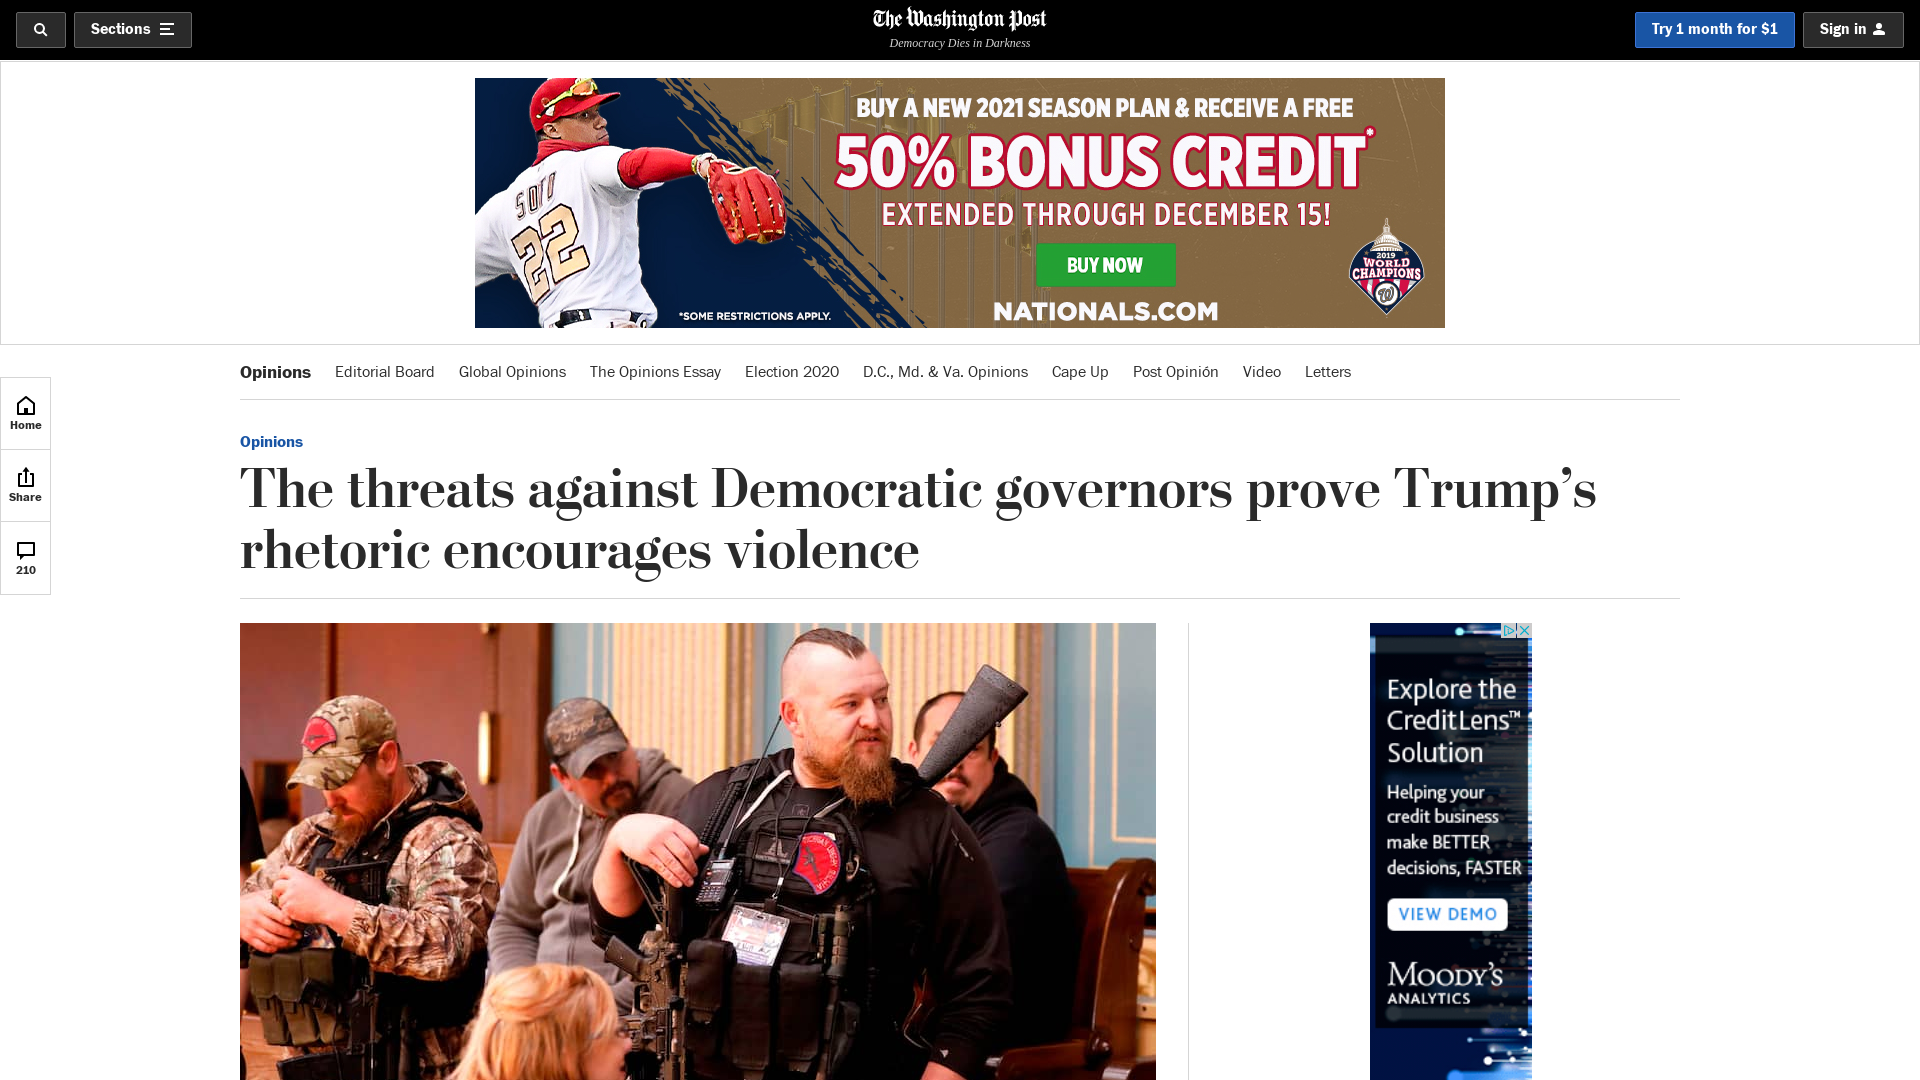 Sections
The Washington Post
Democracy Dies in Darkness
Try 1 month for $1
Sign in
BUY A NEW 2021 SEASON PLAN & RECEIVE A FREE
50% BONUS CREDIT*
EXTENDED THROUGH DECEMBER 15!
BUY NOW
NATIONALS.COM
*SOME RESTRICTIONS APPLY.
SOTO
22
2019
WORLD
CHAMPIONS
W
Opinions Editorial Board Global Opinions The Opinions Essay Election 2020 D.C., Md. & Va. Opinions Cape Up Post Opinión Video Letters
Home
Share
210
Opinions
The threats against Democratic governors prove Trump’s
rhetoric encourages violence
Explore the
CreditLens™
Solution
Helping your
credit business
make BETTER
decisions, FASTER
VIEW DEMO
MOODY'S
ANALYTICS